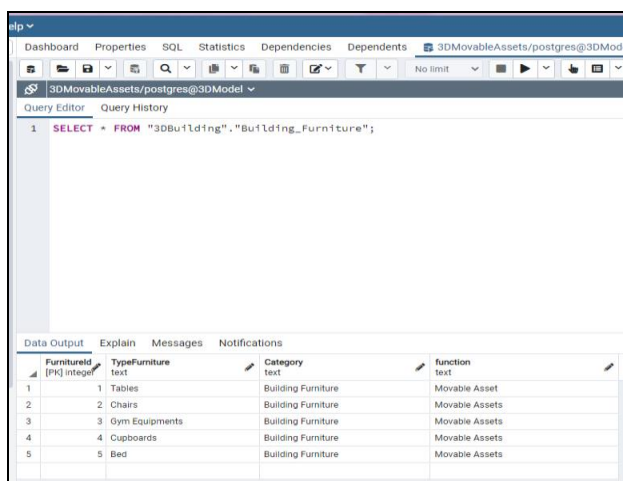 elp
Dashboard Properties SQL Statistics Dependencies Dependents 3DMovableAssets/postgres@3DMod
No limit
3DMovableAssets/postgres@3DModel
Query Editor Query History
1 SELECT * FROM "3DBuilding"."Building_Furniture";
Data Output Explain Messages Notifications
FurnitureId TypeFurniture Category function
[PK] integer text text text
1 1 Tables Building Furniture Movable Asset
2 2 Chairs Building Furniture Movable Assets
3 3 Gym Equipments Building Furniture Movable Assets
4 4 Cupboards Building Furniture Movable Assets
5 5 Bed Building Furniture Movable Assets